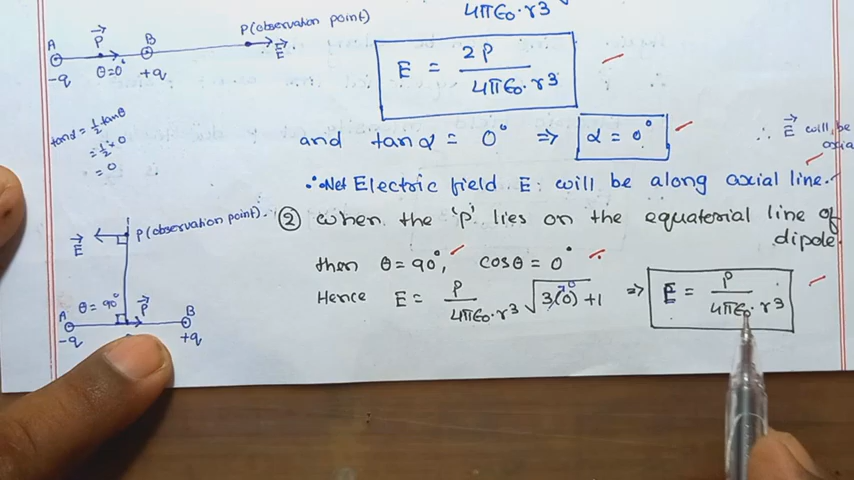 4πϵ₀·r³
A P⃗ B P(observation point)
-q θ=0° +q E⃗
E = 2P / 4πϵ₀·r³
tanα = 1/2 tanθ
= 1/2 × 0
= 0
and tanα = 0° ⇒ α = 0°
∴ E⃗ will be
axia
∴ Net Electric field E: will be along axial line.
② when the 'p' lies on the equatorial line of
dipole.
then θ = 90°, cosθ = 0°
Hence E = P / 4πϵ₀·r³ √3(0)+1 ⇒ E = P / 4πϵ₀·r³
E⃗ P(observation point).
θ = 90° P⃗
A B
-q +q